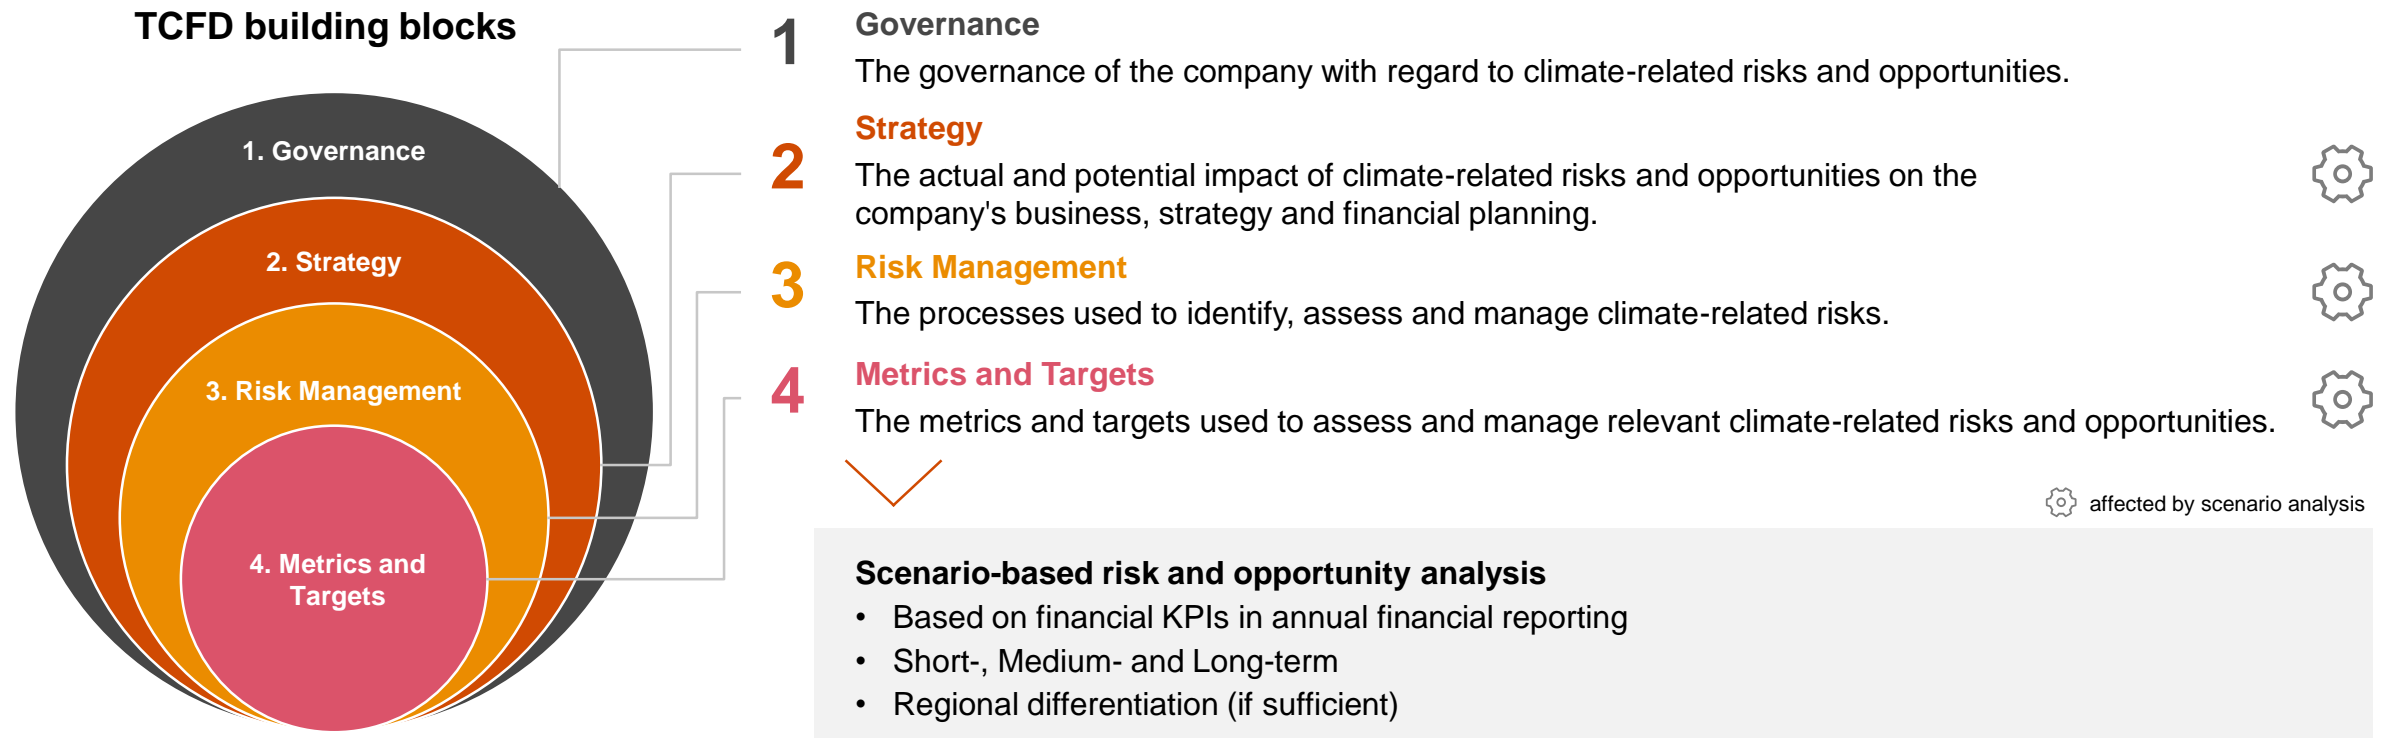 TCFD building blocks
1. Governance
2. Strategy
3. Risk Management
4. Metrics and
Targets
1
Governance
The governance of the company with regard to climate-related risks and opportunities.
2
Strategy
The actual and potential impact of climate-related risks and opportunities on the
company's business, strategy and financial planning.
3
Risk Management
The processes used to identify, assess and manage climate-related risks.
4
Metrics and Targets
The metrics and targets used to assess and manage relevant climate-related risks and opportunities.
affected by scenario analysis
Scenario-based risk and opportunity analysis
• Based on financial KPIs in annual financial reporting
• Short-, Medium- and Long-term
• Regional differentiation (if sufficient)